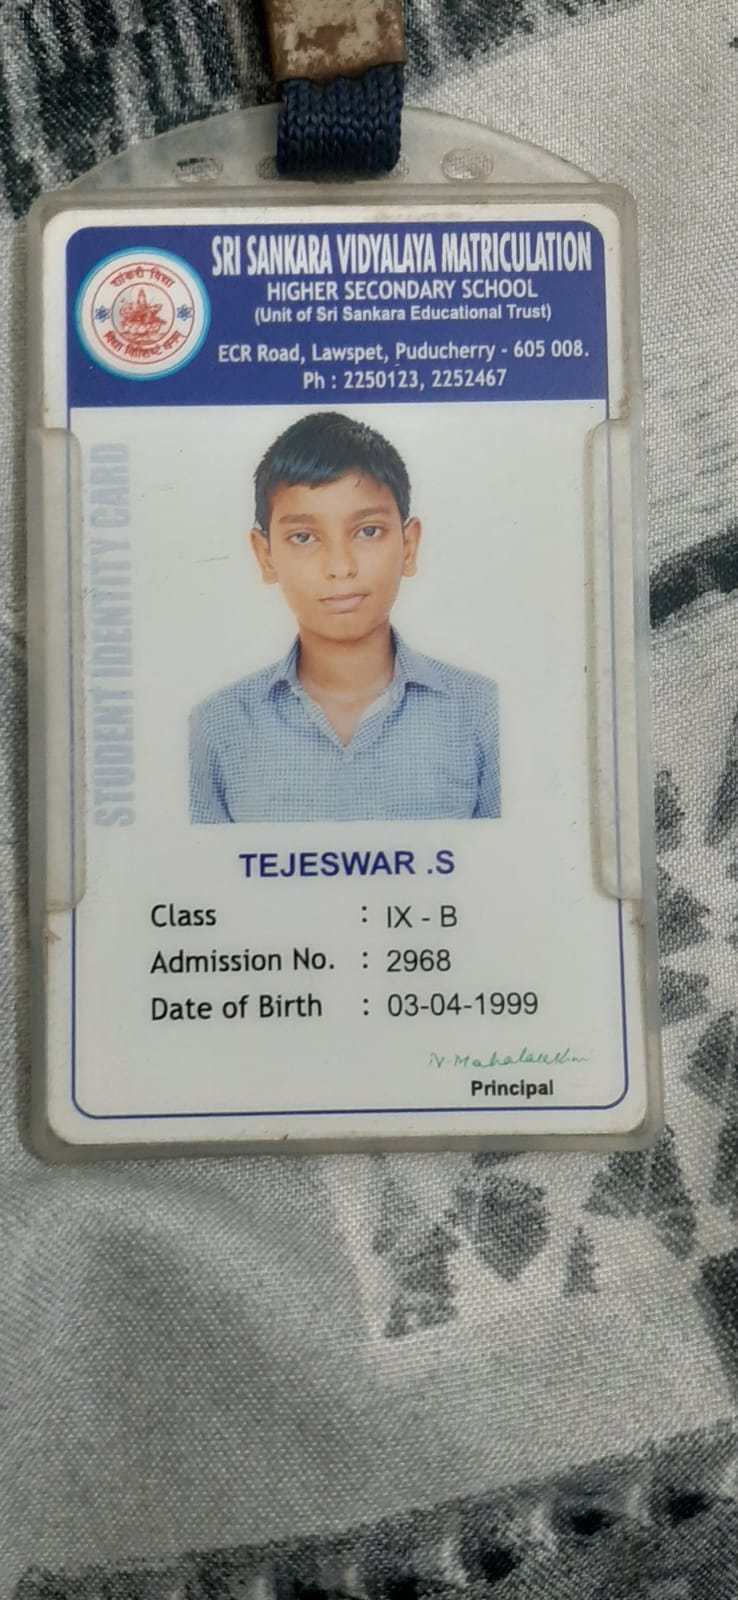 SRI SANKARA VIDYALAYA MATRICULATION
HIGHER SECONDARY SCHOOL
(Unit of Sri Sankara Educational Trust)
ECR Road, Lawspet, Puducherry - 605 008.
Ph : 2250123, 2252467
शांकरी विद्या
STUDENT IDENTITY CARD
TEJESWAR .S
Class : IX - B
Admission No. : 2968
Date of Birth : 03-04-1999
Principal